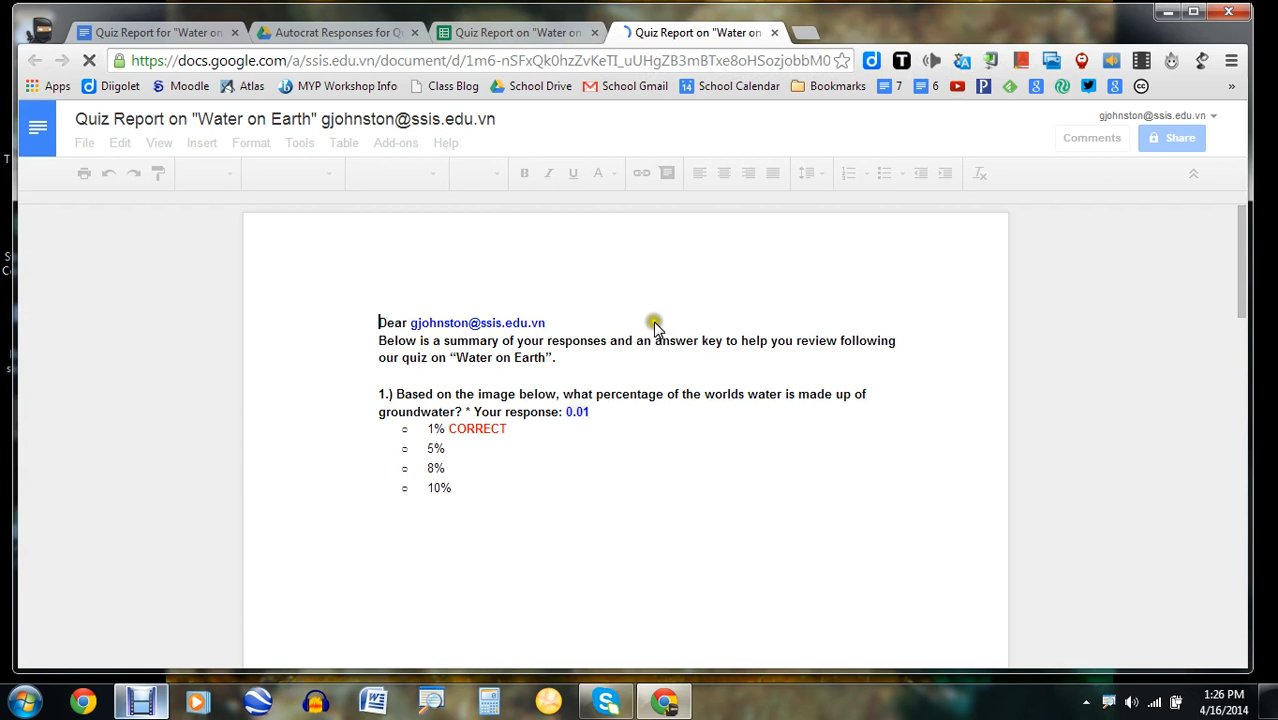 Quiz Report for "Water on
Autocrat Responses for Q
Quiz Report on "Water on
Quiz Report on "Water on
https://docs.google.com/a/ssis.edu.vn/document/d/1m6-nSFxQk0hzZvKeTI_uUHgZB3mBTxe8oHSozjobbM0
Apps Diigolet Moodle Atlas MYP Workshop Info Class Blog School Drive School Gmail 14 School Calendar Bookmarks 7 6
Quiz Report on "Water on Earth" gjohnston@ssis.edu.vn
gjohnston@ssis.edu.vn
File Edit View Insert Format Tools Table Add-ons Help
Comments Share
Dear gjohnston@ssis.edu.vn
Below is a summary of your responses and an answer key to help you review following
our quiz on “Water on Earth”.
1.) Based on the image below, what percentage of the worlds water is made up of
groundwater? * Your response: 0.01
1% CORRECT
5%
8%
10%
1:26 PM
4/16/2014